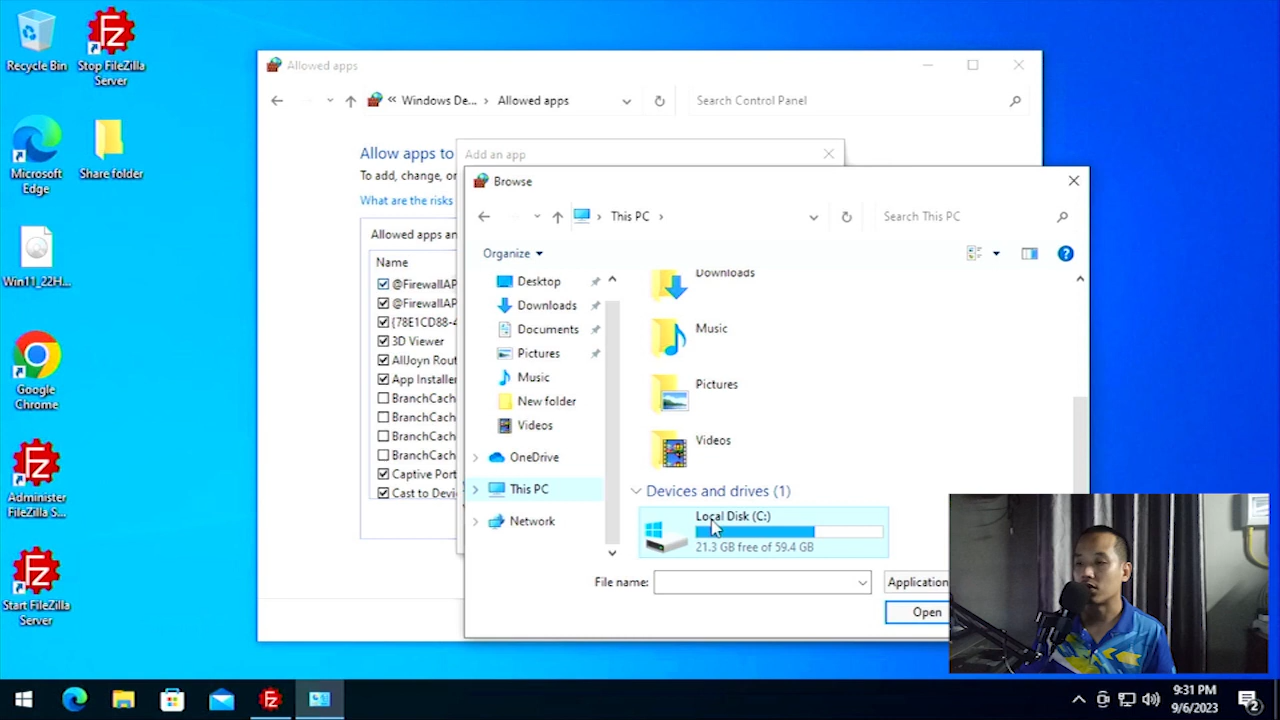 Recycle Bin
Stop FileZilla
Server
Microsoft
Edge
Share folder
Win11_22H...
Google
Chrome
Administer
FileZilla S...
Start FileZilla
Server
Allowed apps
« Windows De... › Allowed apps
Search Control Panel
Allow apps to
To add, change, or
What are the risks
Allowed apps an
Name
@FirewallAP
@FirewallAP
{78E1CD88-4
3D Viewer
AllJoyn Rout
App Installer
BranchCach
BranchCach
BranchCach
BranchCach
Captive Port
Cast to Devi
Add an app
Browse
› This PC ›
Search This PC
Organize
Desktop
Downloads
Documents
Pictures
Music
New folder
Videos
OneDrive
This PC
Network
Downloads
Music
Pictures
Videos
Devices and drives (1)
Local Disk (C:)
21.3 GB free of 59.4 GB
File name:
Application
Open
9:31 PM
9/6/2023
2